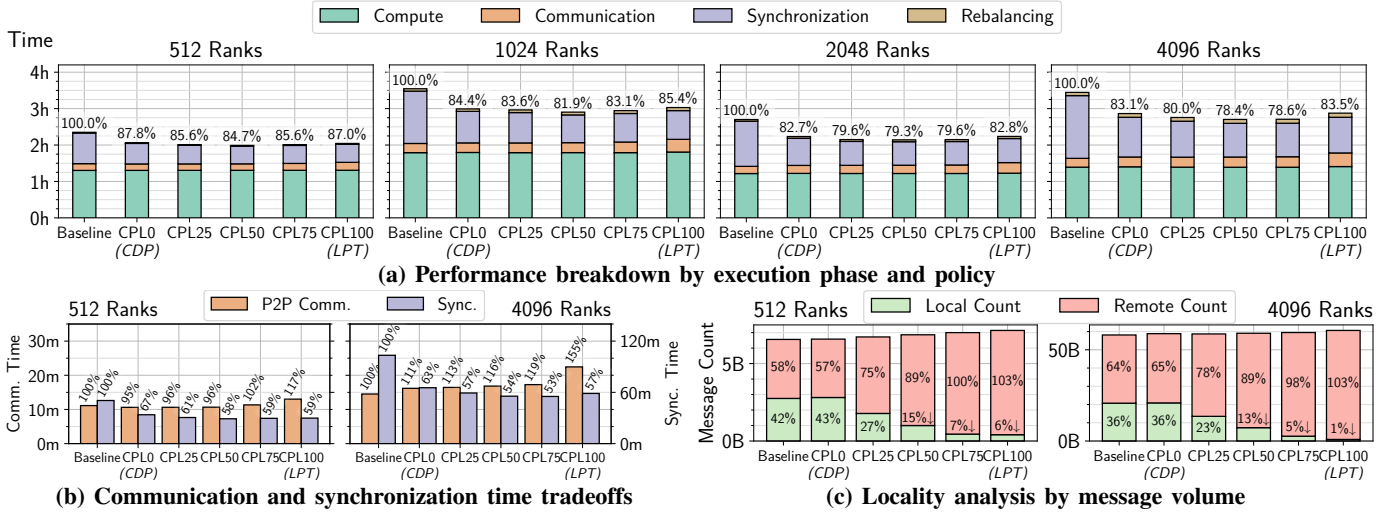 Compute Communication Synchronization Rebalancing
Time
512 Ranks 1024 Ranks 2048 Ranks 4096 Ranks
4h
3h
2h
1h
0h
100.0% 87.8% 85.6% 84.7% 85.6% 87.0%
100.0% 84.4% 83.6% 81.9% 83.1% 85.4%
100.0% 82.7% 79.6% 79.3% 79.6% 82.8%
100.0% 83.1% 80.0% 78.4% 78.6% 83.5%
Baseline CPL0 CPL25 CPL50 CPL75 CPL100
(CDP) (LPT)
Baseline CPL0 CPL25 CPL50 CPL75 CPL100
(CDP) (LPT)
Baseline CPL0 CPL25 CPL50 CPL75 CPL100
(CDP) (LPT)
Baseline CPL0 CPL25 CPL50 CPL75 CPL100
(CDP) (LPT)
(a) Performance breakdown by execution phase and policy
512 Ranks P2P Comm. Sync. 4096 Ranks
Comm. Time
30m
20m
10m
0m
100% 100% 95% 67% 96% 61% 96% 58% 102% 59% 117% 59%
100% 100% 111% 63% 113% 57% 116% 54% 119% 53% 155% 57%
120m
60m
0m
Sync. Time
Baseline CPL0 CPL25 CPL50 CPL75 CPL100
(CDP) (LPT)
Baseline CPL0 CPL25 CPL50 CPL75 CPL100
(CDP) (LPT)
(b) Communication and synchronization time tradeoffs
512 Ranks Local Count Remote Count 4096 Ranks
Message Count
5B
0B
58% 57% 75% 89% 100% 103%
42% 43% 27% 15%↓ 7%↓ 6%↓
50B
0B
64% 65% 78% 89% 98% 103%
36% 36% 23% 13%↓ 5%↓ 1%↓
Baseline CPL0 CPL25 CPL50 CPL75 CPL100
(CDP) (LPT)
Baseline CPL0 CPL25 CPL50 CPL75 CPL100
(CDP) (LPT)
(c) Locality analysis by message volume